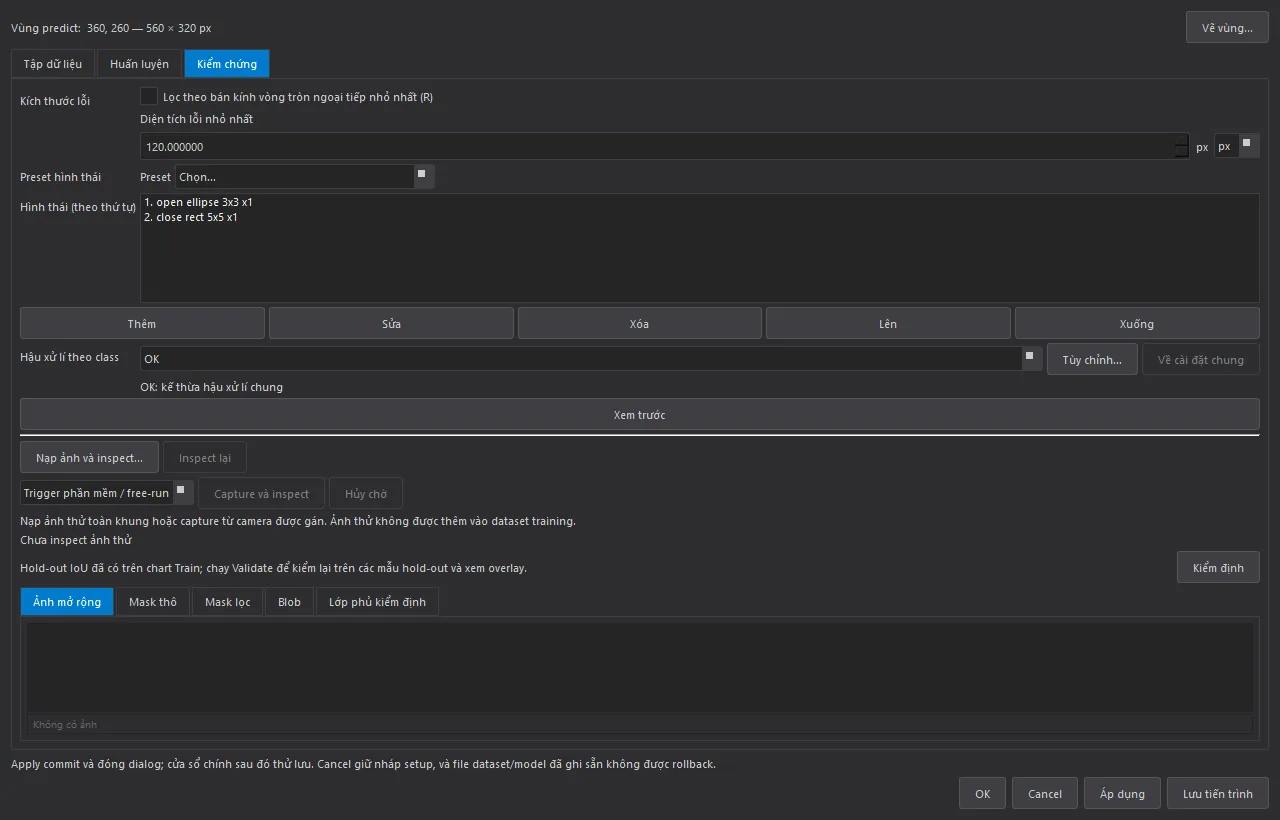 Vùng predict: 360, 260 — 560 × 320 px
Vẽ vùng...
Tập dữ liệu
Huấn luyện
Kiểm chứng
Kích thước lỗi
Lọc theo bán kính vòng tròn ngoại tiếp nhỏ nhất (R)
Diện tích lỗi nhỏ nhất
120.000000
px
px
Preset hình thái
Preset
Chọn...
Hình thái (theo thứ tự)
1. open ellipse 3x3 x1
2. close rect 5x5 x1
Thêm
Sửa
Xóa
Lên
Xuống
Hậu xử lí theo class
OK
Tùy chỉnh...
Về cài đặt chung
OK: kế thừa hậu xử lí chung
Xem trước
Nạp ảnh và inspect...
Inspect lại
Trigger phần mềm / free-run
Capture và inspect
Hủy chờ
Nạp ảnh thử toàn khung hoặc capture từ camera được gán. Ảnh thử không được thêm vào dataset training.
Chưa inspect ảnh thử
Hold-out IoU đã có trên chart Train; chạy Validate để kiểm lại trên các mẫu hold-out và xem overlay.
Kiểm định
Ảnh mở rộng
Mask thô
Mask lọc
Blob
Lớp phủ kiểm định
Không có ảnh
Apply commit và đóng dialog; cửa sổ chính sau đó thử lưu. Cancel giữ nháp setup, và file dataset/model đã ghi sẵn không được rollback.
OK
Cancel
Áp dụng
Lưu tiến trình